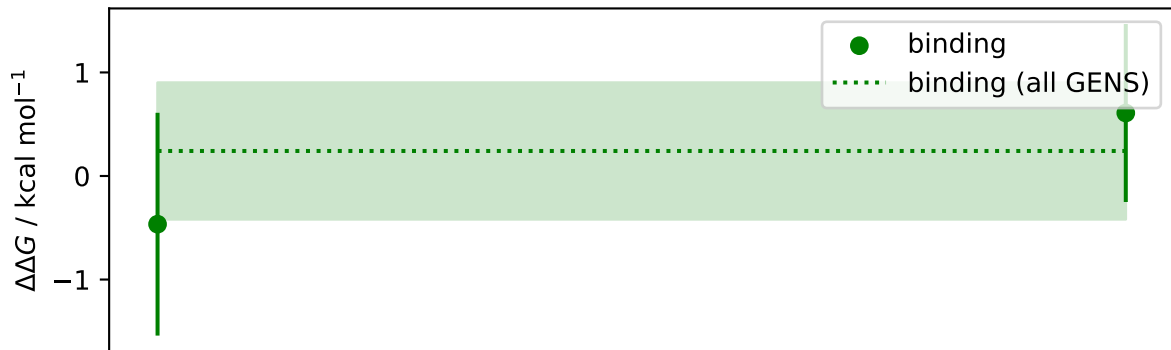 binding
binding (all GENS)
1
0
−1
ΔΔG / kcal mol⁻¹